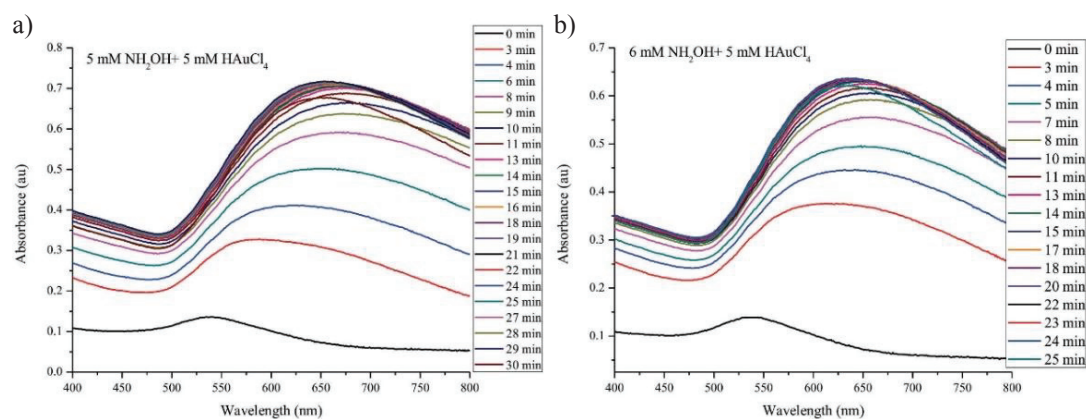 a)
5 mM NH₂OH+ 5 mM HAuCl₄
Absorbance (au)
0.8
0.7
0.6
0.5
0.4
0.3
0.2
0.1
0.0
400 450 500 550 600 650 700 750 800
Wavelength (nm)
0 min
3 min
4 min
6 min
8 min
9 min
10 min
11 min
13 min
14 min
15 min
16 min
18 min
19 min
21 min
22 min
24 min
25 min
27 min
28 min
29 min
30 min
b)
6 mM NH₂OH+ 5 mM HAuCl₄
Absorbance (au)
0.7
0.6
0.5
0.4
0.3
0.2
0.1
400 450 500 550 600 650 700 750 800
Wavelength (nm)
0 min
3 min
4 min
5 min
7 min
8 min
10 min
11 min
13 min
14 min
15 min
17 min
18 min
20 min
22 min
23 min
24 min
25 min